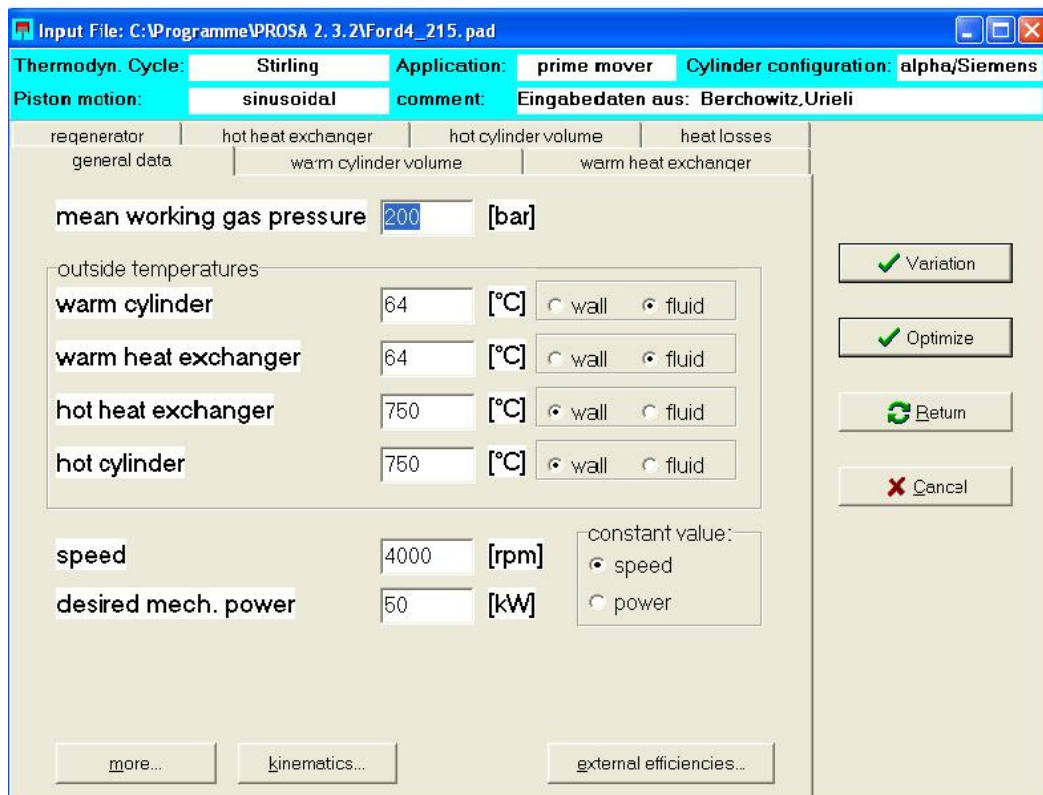 Input File: C:\Programme\PROSA 2.3.2\Ford4_215.pad
Thermodyn. Cycle: Stirling Application: prime mover Cylinder configuration: alpha/Siemens
Piston motion: sinusoidal comment: Eingabedaten aus: Berchowitz,Urieli
regenerator hot heat exchanger hot cylinder volume heat losses
general data warm cylinder volume warm heat exchanger
mean working gas pressure 200 [bar]
outside temperatures
warm cylinder 64 [°C] wall fluid
warm heat exchanger 64 [°C] wall fluid
hot heat exchanger 750 [°C] wall fluid
hot cylinder 750 [°C] wall fluid
constant value:
speed 4000 [rpm] speed
desired mech. power 50 [kW] power
more... kinematics... external efficiencies...
Variation
Optimize
Return
Cancel